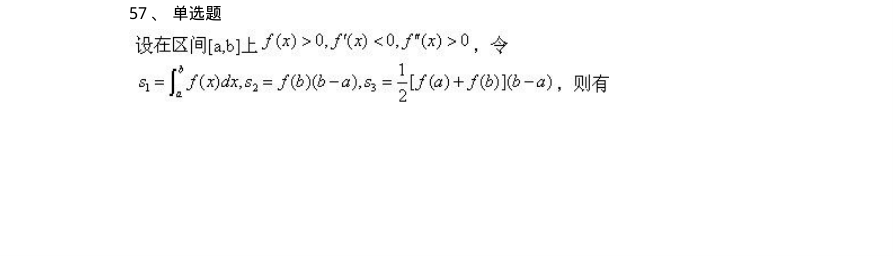 57 、 单选题
设在区间[a,b]上 f(x)>0, f′(x)<0, f″(x)>0，令
s₁=∫ₐᵇ f(x)dx, s₂=f(b)(b−a), s₃=1/2[f(a)+f(b)](b−a)，则有